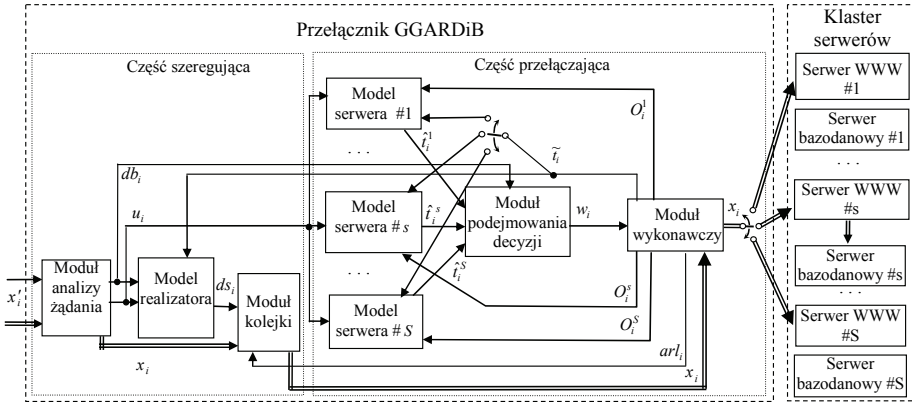 Przełącznik GGARDiB
Klaster
serwerów
Część szeregująca
Część przełączająca
Model
serwera #1
Serwer WWW
#1
Serwer
bazodanowy #1
. . .
Serwer WWW
#s
Serwer
bazodanowy #s
. . .
Serwer WWW
#S
Serwer
bazodanowy #S
O_i^1
t̂_i^1
t̃_i
. . .
db_i
u_i
Model
serwera #s
t̂_i^s
Moduł
podejmowania
decyzji
w_i
Moduł
wykonawczy
x_i
x_i'
Moduł
analizy
żądania
Model
realizatora
ds_i
Moduł
kolejki
. . .
t̂_i^S
Model
serwera #S
O_i^s
O_i^S
x_i
arl_i
x_i